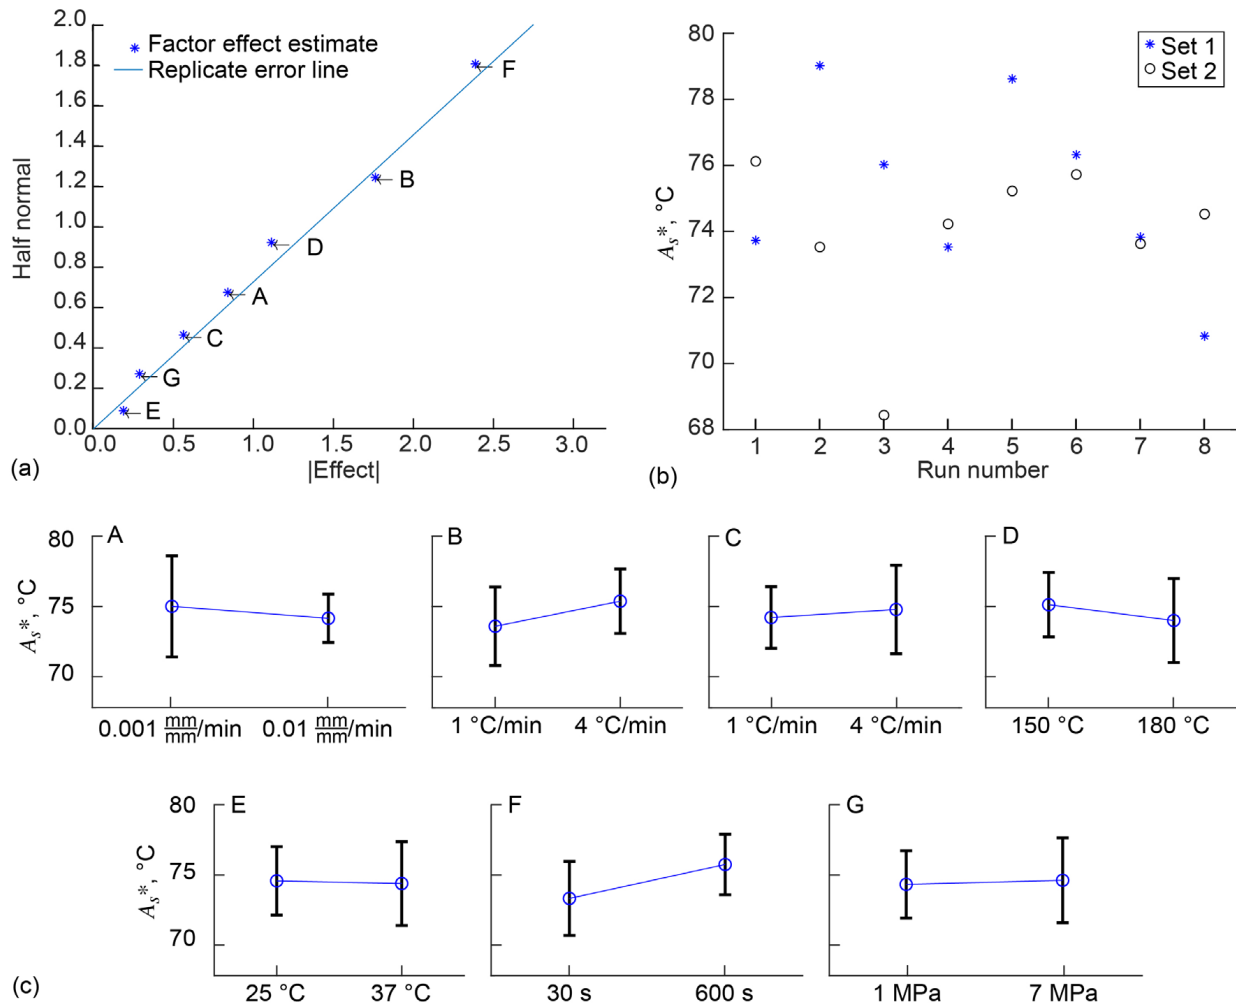 2.0
1.8
1.6
1.4
1.2
1.0
0.8
0.6
0.4
0.2
0.0
Half normal
Factor effect estimate
Replicate error line
F
B
D
A
C
G
E
0.0 0.5 1.0 1.5 2.0 2.5 3.0
|Effect|
(a)
80
78
76
74
72
70
68
A_s*, °C
Set 1
Set 2
1 2 3 4 5 6 7 8
Run number
(b)
A
80
75
70
A_s*, °C
0.001 mm/mm/min 0.01 mm/mm/min
B
1 °C/min 4 °C/min
C
1 °C/min 4 °C/min
D
150 °C 180 °C
E
80
75
70
A_s*, °C
25 °C 37 °C
F
30 s 600 s
G
1 MPa 7 MPa
(c)